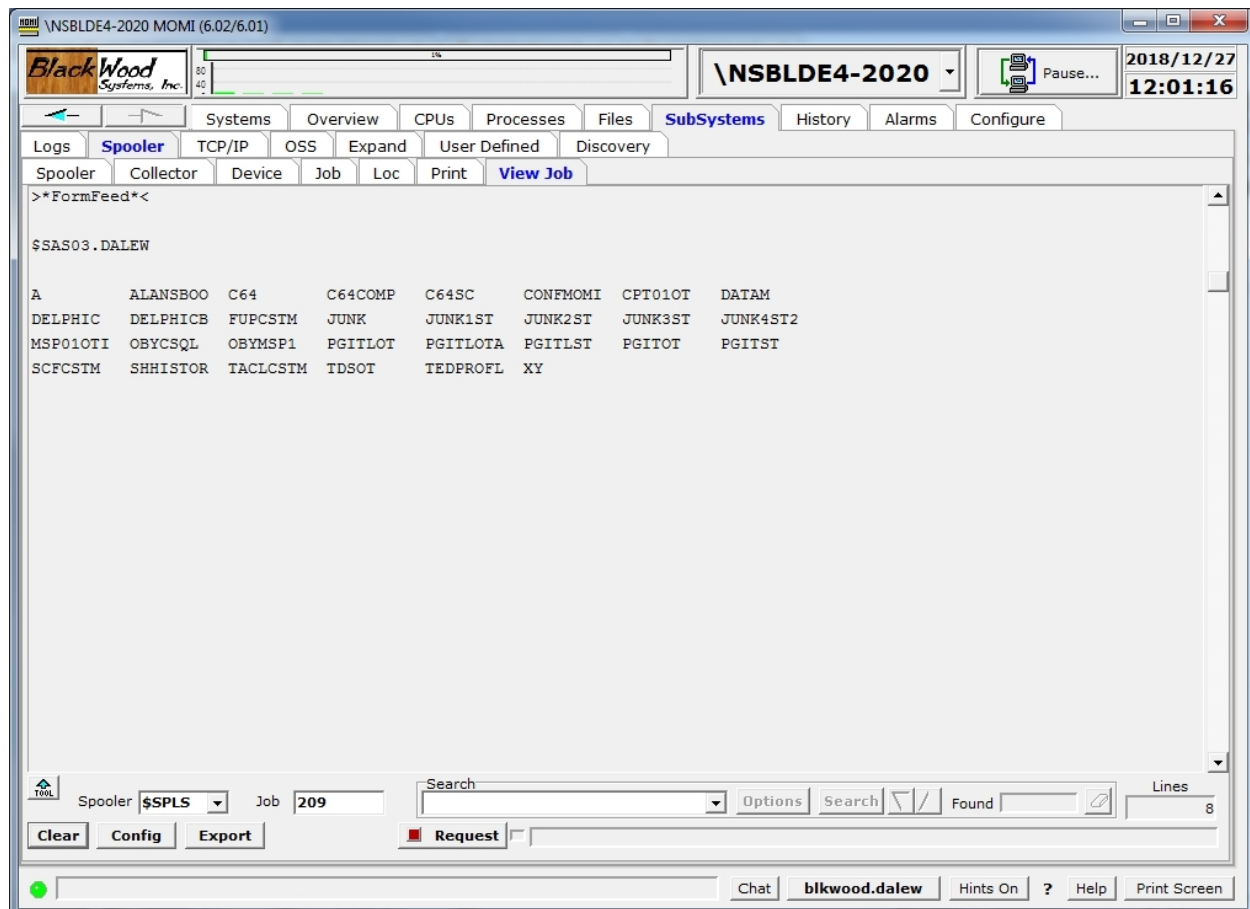 MOMI \NSBLDE4-2020 MOMI (6.02/6.01)
BlackWood
Systems, Inc.
80
40
1%
\NSBLDE4-2020
Pause...
2018/12/27
12:01:16
Systems Overview CPUs Processes Files SubSystems History Alarms Configure
Logs Spooler TCP/IP OSS Expand User Defined Discovery
Spooler Collector Device Job Loc Print View Job
>*FormFeed*<
$SAS03.DALEW
A ALANSBOO C64 C64COMP C64SC CONFMOMI CPT01OT DATAM
DELPHIC DELPHICB FUPCSTM JUNK JUNK1ST JUNK2ST JUNK3ST JUNK4ST2
MSP01OTI OBYCSQL OBYMSP1 PGITLOT PGITLOTA PGITLST PGITOT PGITST
SCFCSTM SHHISTOR TACLCSTM TDSOT TEDPROFL XY
TOOL
Spooler $SPLS Job 209
Search
Options Search Found
Lines
8
Clear Config Export Request
Chat blkwood.dalew Hints On ? Help Print Screen